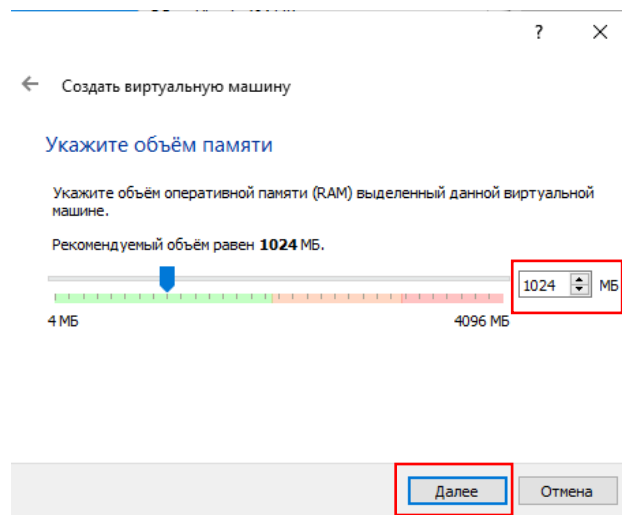 ?
Создать виртуальную машину
Укажите объём памяти
Укажите объём оперативной памяти (RAM) выделенный данной виртуальной
машине.
Рекомендуемый объём равен 1024 МБ.
1024 МБ
4 МБ 4096 МБ
Далее Отмена